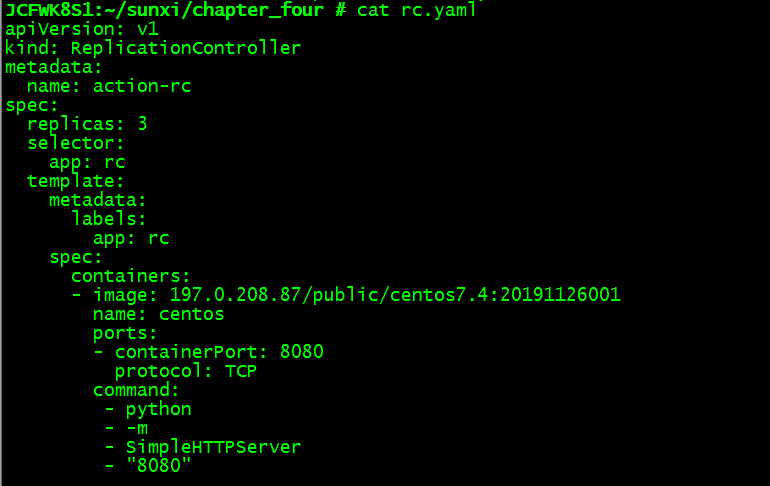 JCFWK8S1:~/sunxi/chapter_four # cat rc.yaml
apiVersion: v1
kind: ReplicationController
metadata:
  name: action-rc
spec:
  replicas: 3
  selector:
    app: rc
  template:
    metadata:
      labels:
        app: rc
    spec:
      containers:
      - image: 197.0.208.87/public/centos7.4:20191126001
        name: centos
        ports:
        - containerPort: 8080
          protocol: TCP
        command:
         - python
         - -m
         - SimpleHTTPServer
         - "8080"